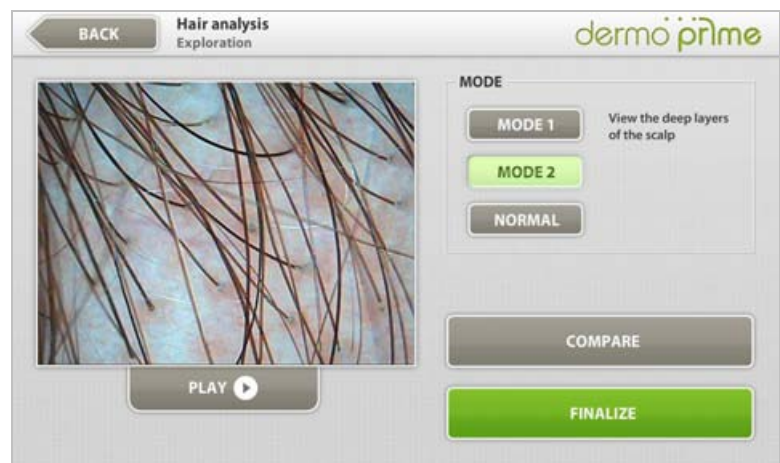 BACK
Hair analysis
Exploration
dermo prime
MODE
MODE 1
View the deep layers
of the scalp
MODE 2
NORMAL
COMPARE
PLAY
FINALIZE